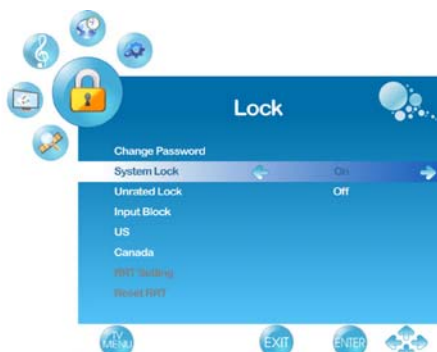 Lock
Change Password
System Lock On
Unrated Lock Off
Input Block
US
Canada
RRT Setting
Reset RRT
TV MENU EXIT ENTER